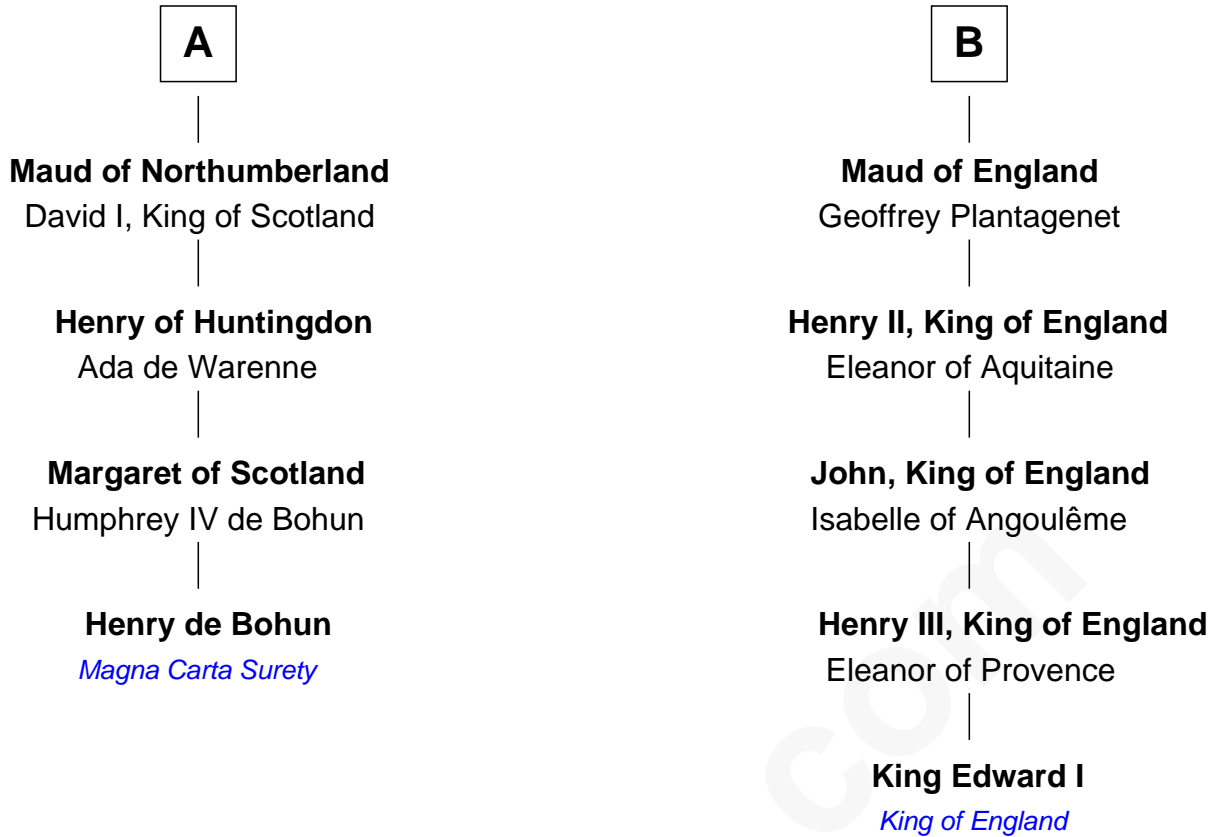 A
Maud of Northumberland
David I, King of Scotland
Henry of Huntingdon
Ada de Warenne
Margaret of Scotland
Humphrey IV de Bohun
Henry de Bohun
Magna Carta Surety
B
Maud of England
Geoffrey Plantagenet
Henry II, King of England
Eleanor of Aquitaine
John, King of England
Isabelle of Angoulême
Henry III, King of England
Eleanor of Provence
King Edward I
King of England
com